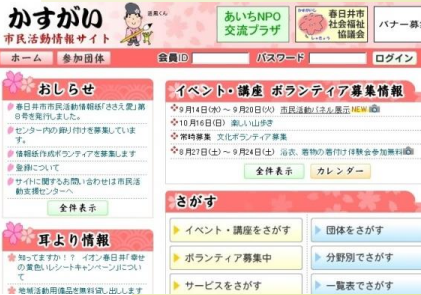 かすがい
市民活動情報サイト
道風くん
あいちNPO
交流プラザ
春日井市
社会福祉
協議会
バナー募
ホーム
参加団体
会員ID
パスワード
ログイン
おしらせ
春日井市市民活動情報紙「ささえ愛」第
8号を発行しました。
センター内の飾り付けを募集していま
す。
情報紙作成ボランティアを募集します
登録について
サイトに関するお問い合わせは市民活
動支援センターへ
全件表示
耳より情報
知ってますか!? イオン春日井「幸せ
の黄色いレシートキャンペーン」につい
て
地域活動用備品を無料貸し出しします
イベント・講座 ボランティア募集情報
9月14日(水)～9月20日(火) 市民活動パネル展示 NEW
10月16日(日) 楽しい山歩き
常時募集 文化ボランティア募集
8月27日(土)～9月24日(土) 浴衣、着物の着付け体験会参加無料
全件表示
カレンダー
さがす
イベント・講座をさがす
団体をさがす
ボランティア募集中
分野別でさがす
サービスをさがす
一覧表でさがす